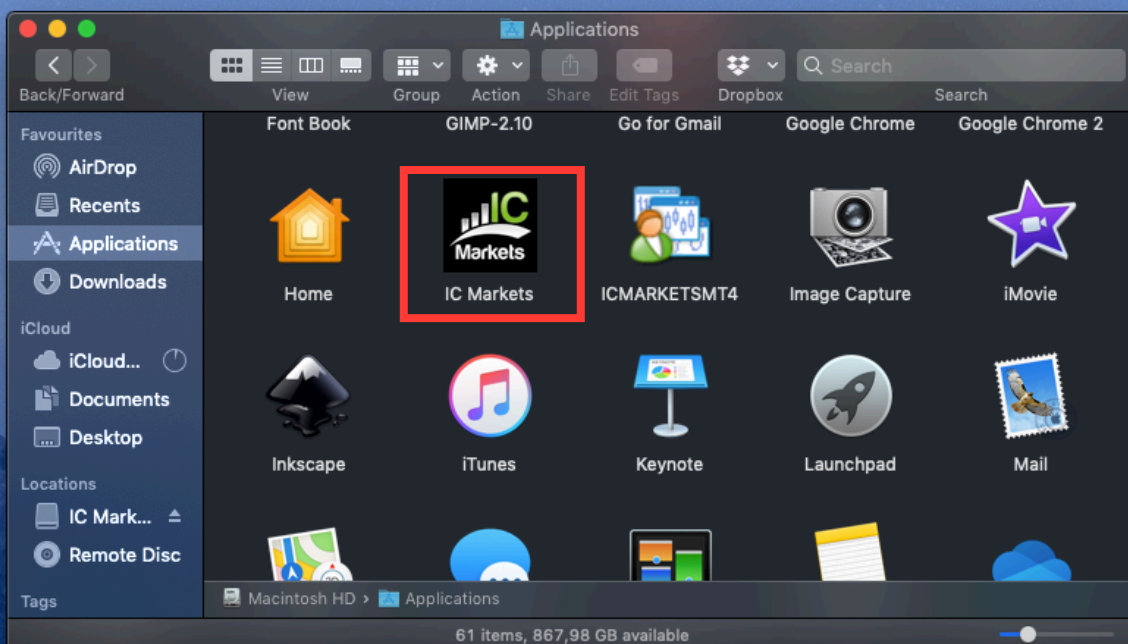 Applications
Search
Back/Forward
View
Group
Action
Share
Edit Tags
Dropbox
Search
Favourites
AirDrop
Recents
Applications
Downloads
iCloud
iCloud...
Documents
Desktop
Locations
IC Mark...
Remote Disc
Tags
Font Book
GIMP-2.10
Go for Gmail
Google Chrome
Google Chrome 2
IC
Markets
Home
IC Markets
ICMARKETSMT4
Image Capture
iMovie
KEYNOTE
Inkscape
iTunes
Keynote
Launchpad
Mail
Macintosh HD › Applications
61 items, 867,98 GB available